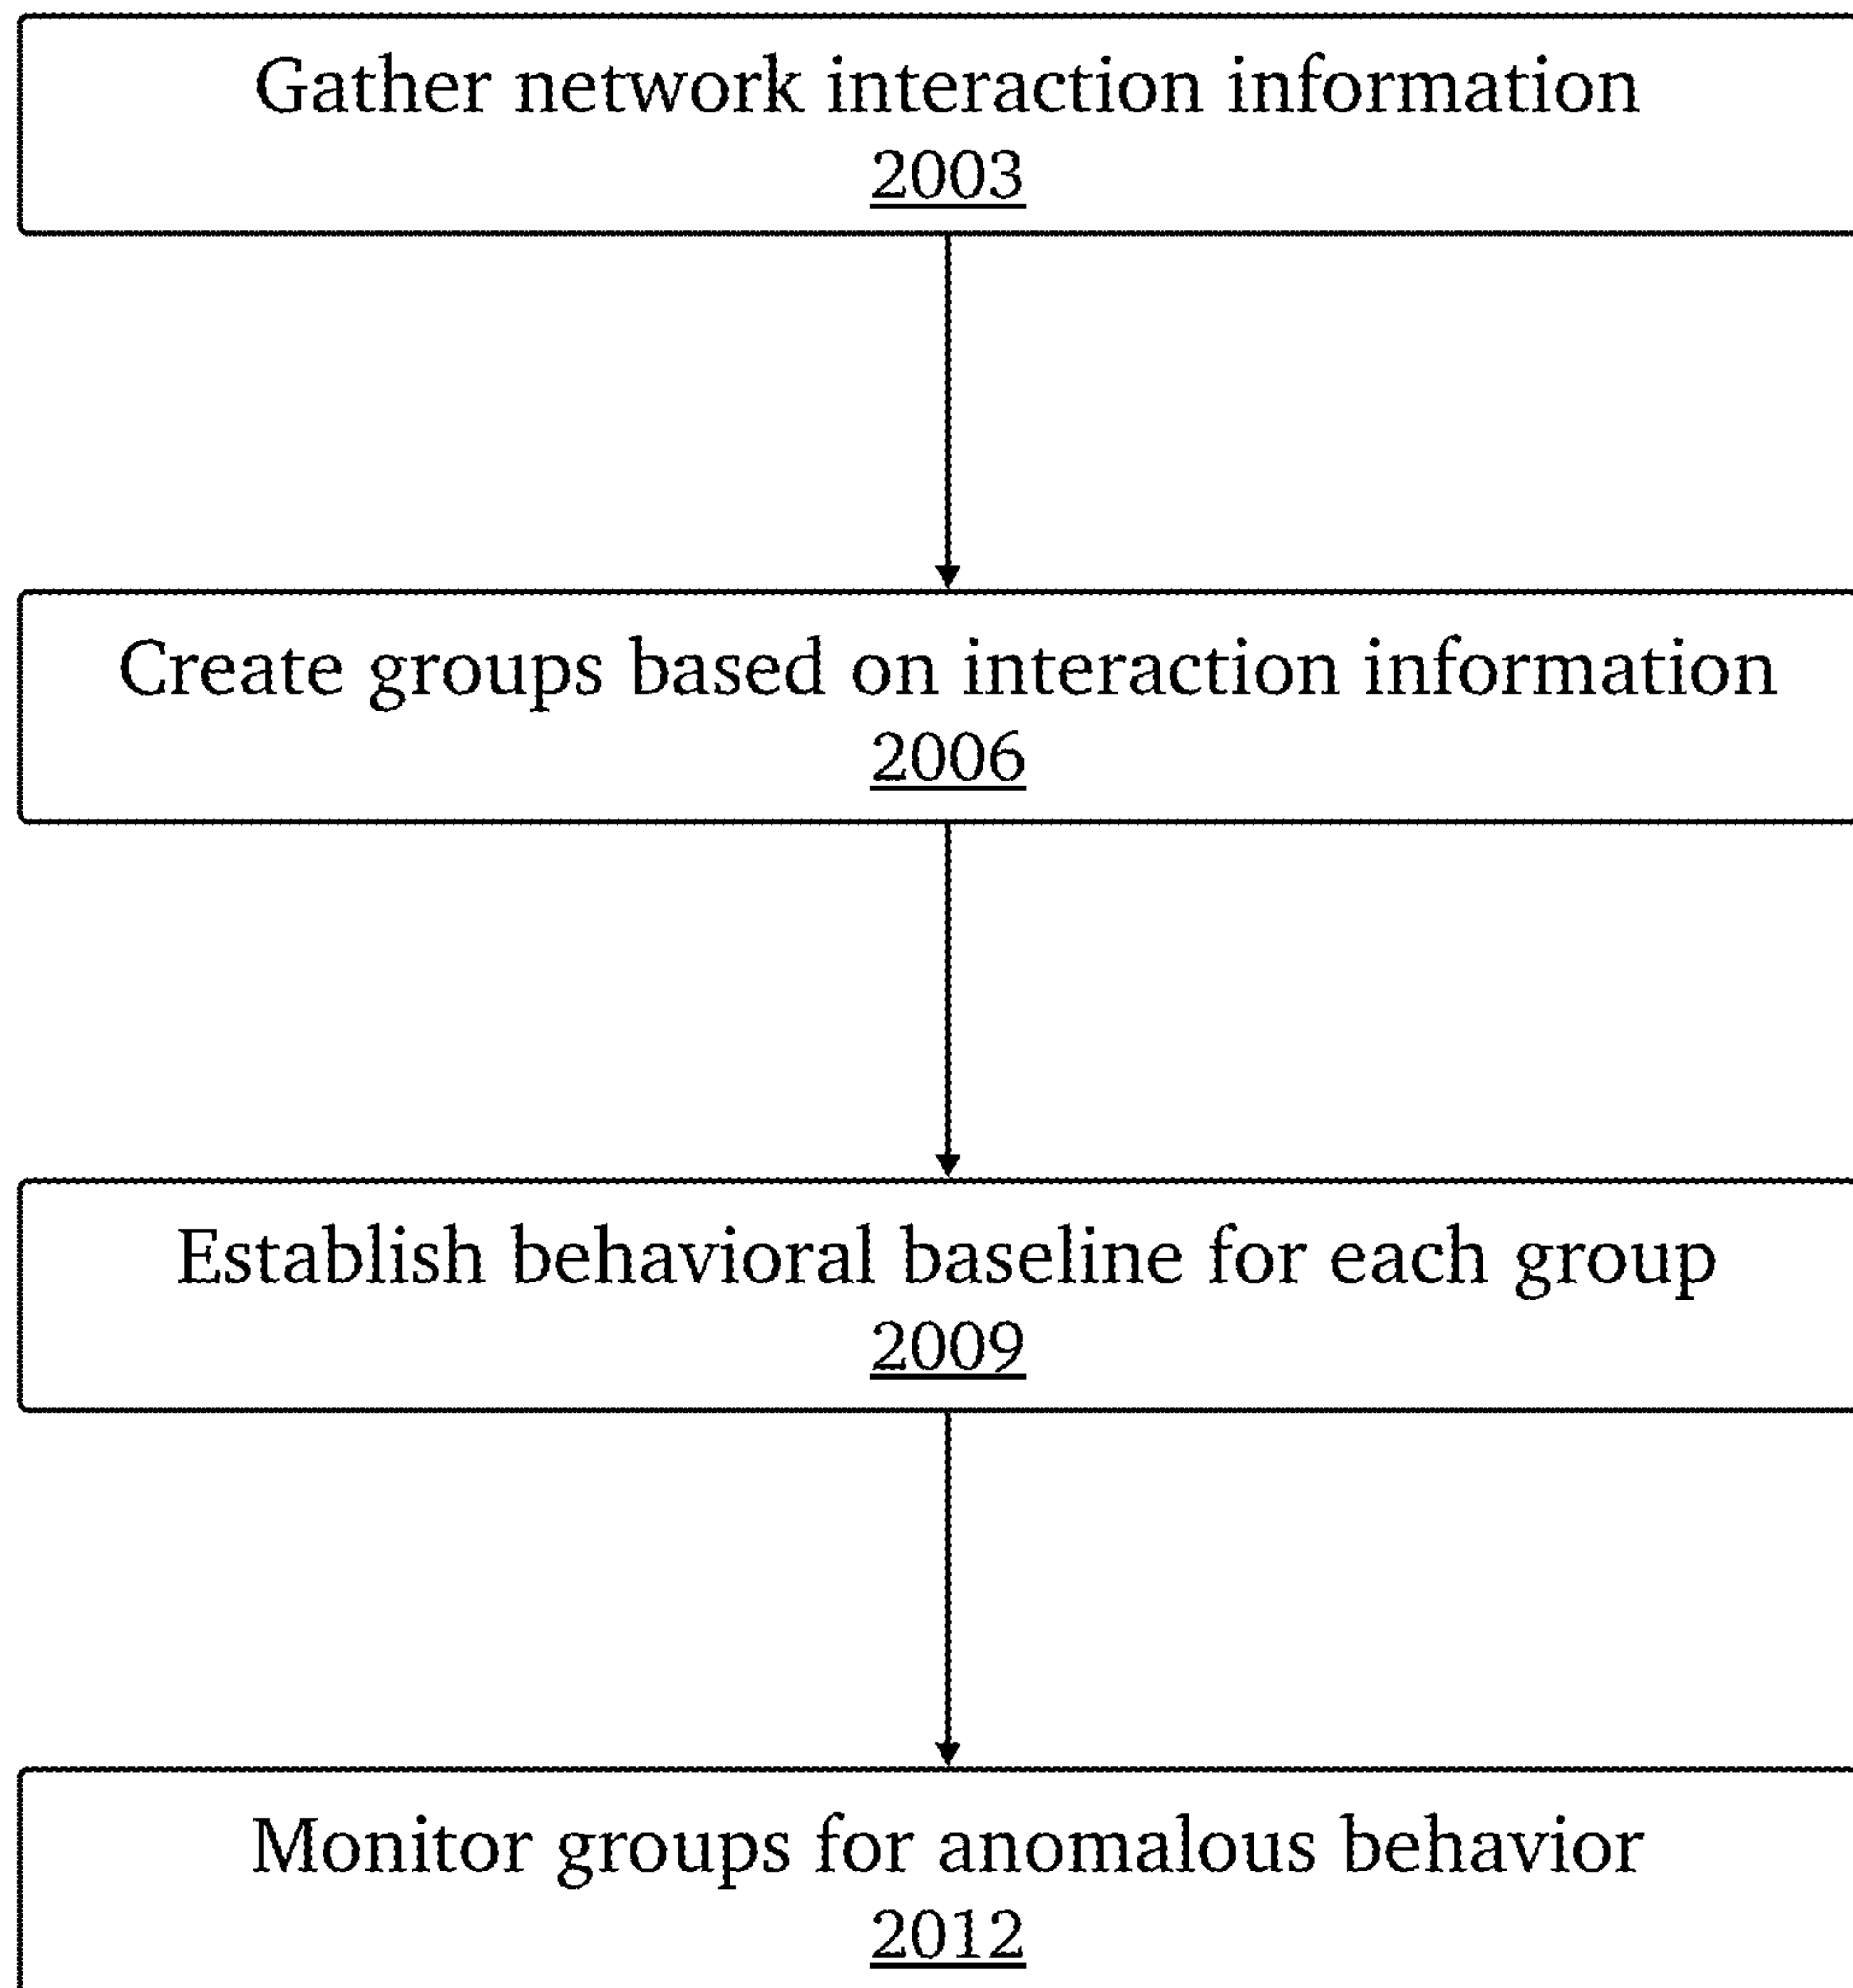 Gather network interaction information
2003
Create groups based on interaction information
2006
Establish behavioral baseline for each group
2009
Monitor groups for anomalous behavior
2012